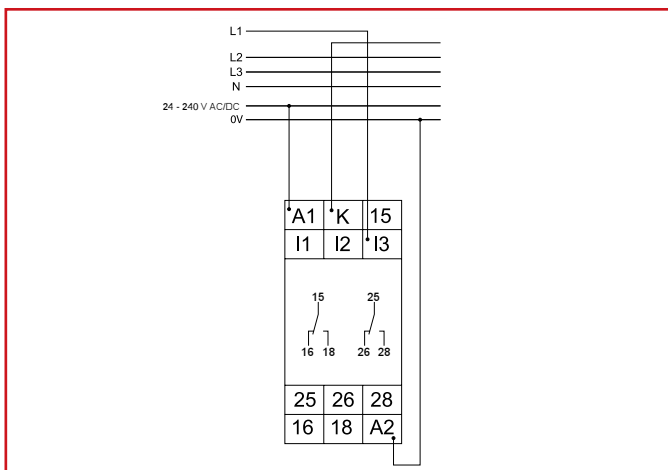 L1
L2
L3
N
24 - 240 V AC/DC
0V
A1 K 15
I1 I2 I3
15 25
16 18 26 28
25 26 28
16 18 A2